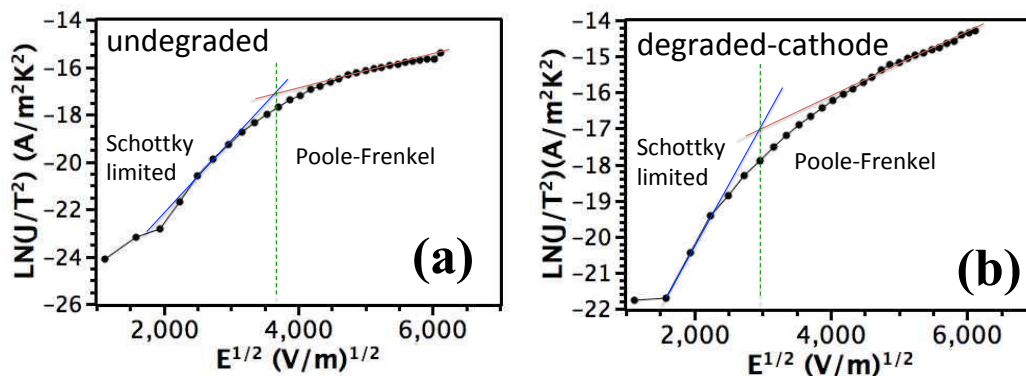 LN(J/T²) (A/m²K²)
-14
-16
-18
-20
-22
-24
-26
undegraded
Schottky
limited
Poole-Frenkel
(a)
2,000
4,000
6,000
E^{1/2} (V/m)^{1/2}
LN(J/T²)(A/m²K²)
-14
-15
-16
-17
-18
-19
-20
-21
-22
degraded-cathode
Schottky
limited
Poole-Frenkel
(b)
2,000
4,000
6,000
E^{1/2} (V/m)^{1/2}